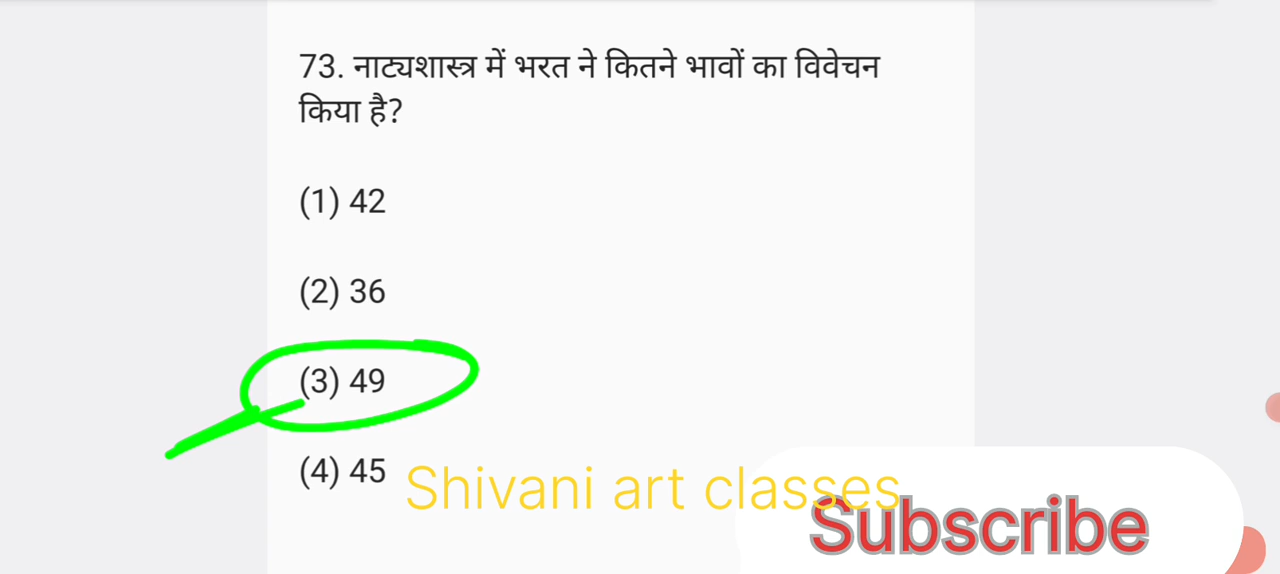 73. नाट्यशास्त्र में भरत ने कितने भावों का विवेचन
किया है?
(1) 42
(2) 36
(3) 49
(4) 45
Shivani art classes
Subscribe